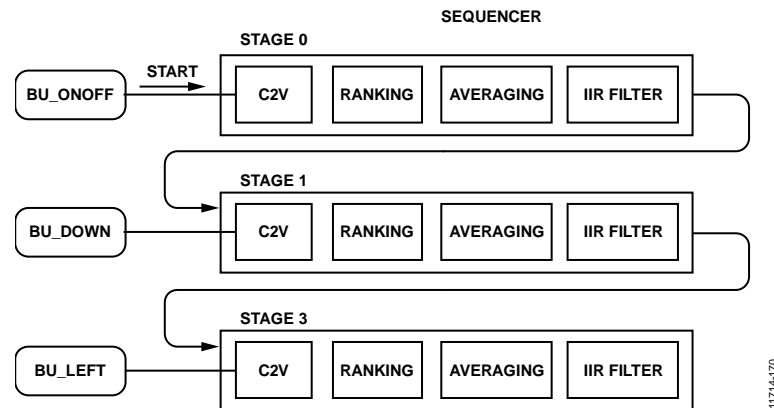 SEQUENCER
STAGE 0
START
BU_ONOFF
C2V
RANKING
AVERAGING
IIR FILTER
STAGE 1
BU_DOWN
C2V
RANKING
AVERAGING
IIR FILTER
STAGE 3
BU_LEFT
C2V
RANKING
AVERAGING
IIR FILTER
11714-170